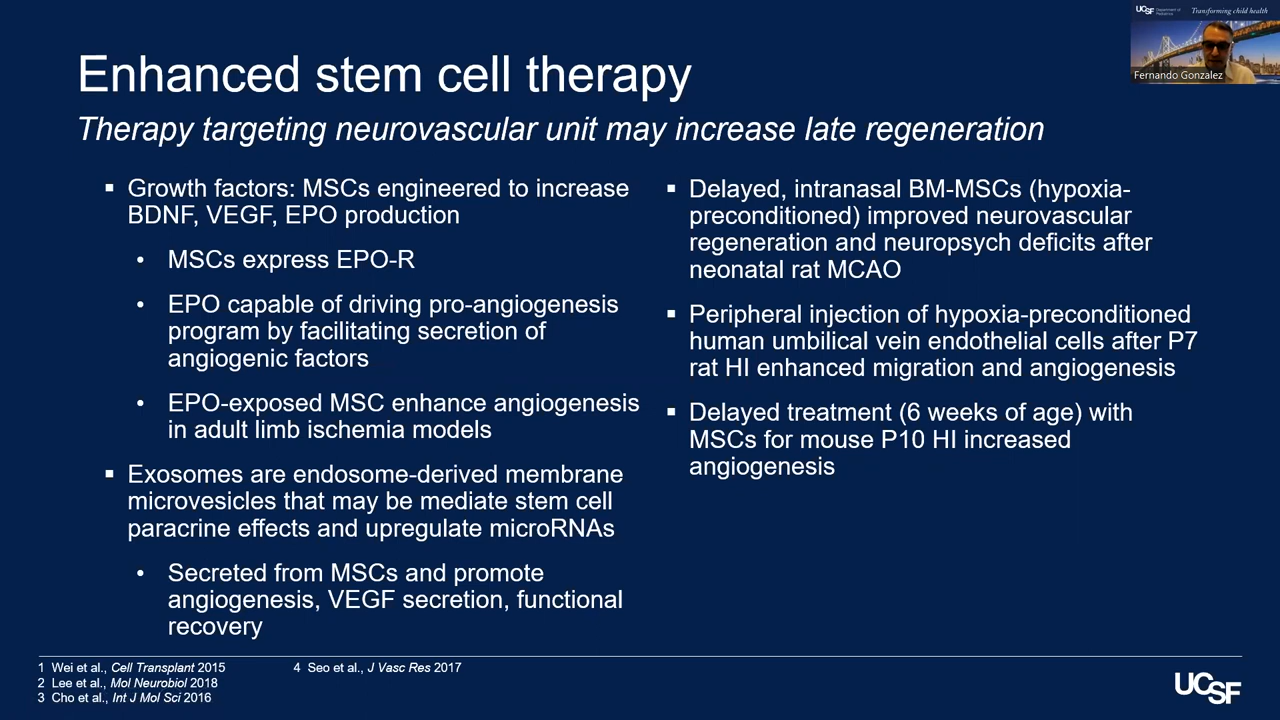 Enhanced stem cell therapy
Therapy targeting neurovascular unit may increase late regeneration
▪ Growth factors: MSCs engineered to increase
BDNF, VEGF, EPO production
• MSCs express EPO-R
• EPO capable of driving pro-angiogenesis
program by facilitating secretion of
angiogenic factors
• EPO-exposed MSC enhance angiogenesis
in adult limb ischemia models
▪ Exosomes are endosome-derived membrane
microvesicles that may be mediate stem cell
paracrine effects and upregulate microRNAs
• Secreted from MSCs and promote
angiogenesis, VEGF secretion, functional
recovery
▪ Delayed, intranasal BM-MSCs (hypoxia-
preconditioned) improved neurovascular
regeneration and neuropsych deficits after
neonatal rat MCAO
▪ Peripheral injection of hypoxia-preconditioned
human umbilical vein endothelial cells after P7
rat HI enhanced migration and angiogenesis
▪ Delayed treatment (6 weeks of age) with
MSCs for mouse P10 HI increased
angiogenesis
1 Wei et al., Cell Transplant 2015
2 Lee et al., Mol Neurobiol 2018
3 Cho et al., Int J Mol Sci 2016
4 Seo et al., J Vasc Res 2017
UCSF
UCSF Department of
Pediatrics
Transforming child health
Fernando Gonzalez